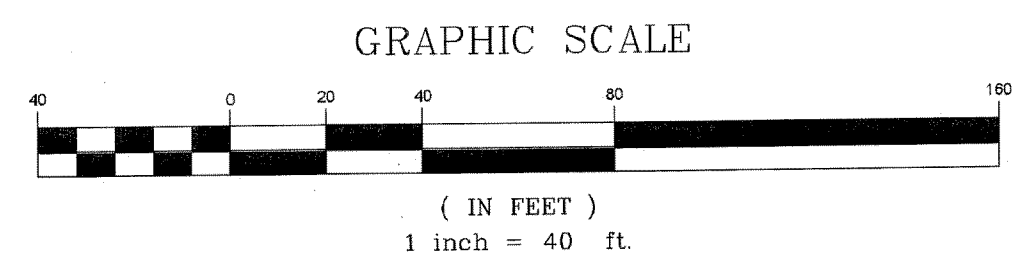 GRAPHIC SCALE
40 0 20 40 80 160
( IN FEET )
1 inch = 40 ft.